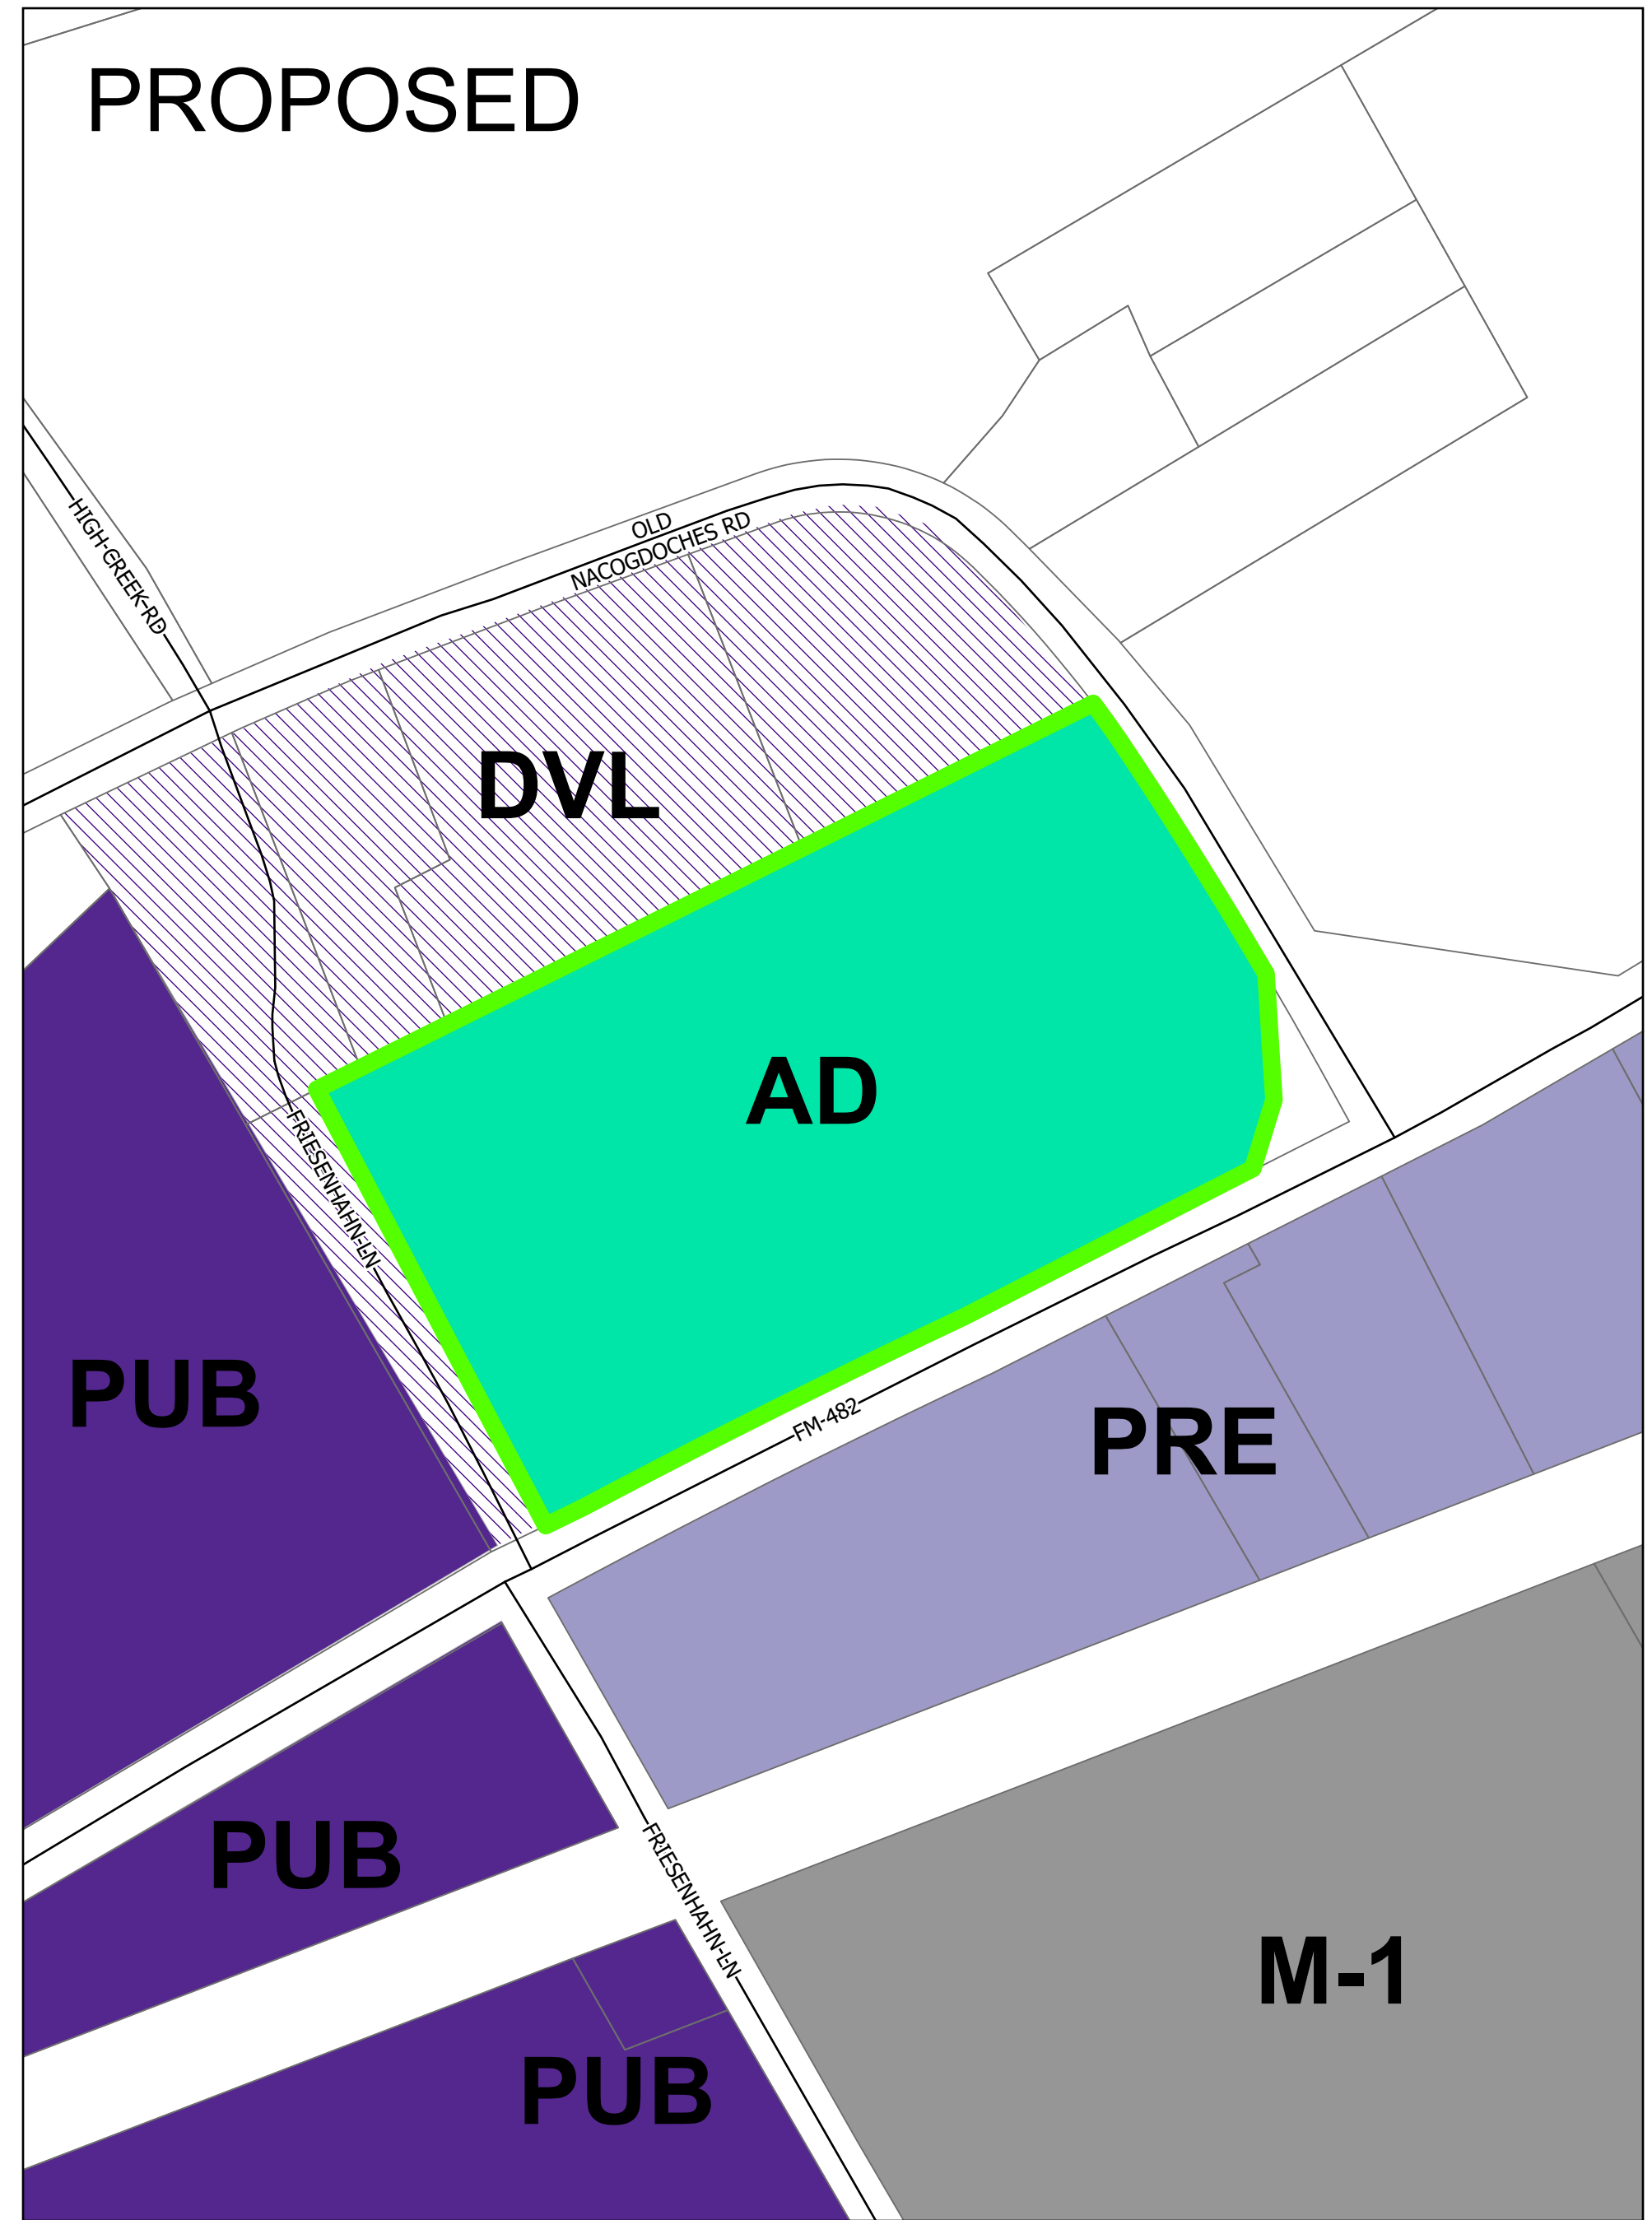 PROPOSED
HIGH-CREEK-RD
OLD
NACOGDOCHES RD
DVL
AD
FRIESENHAHN-LN
PUB
FM-482
PRE
PUB
FRIESENHAHN-LN
M-1
PUB